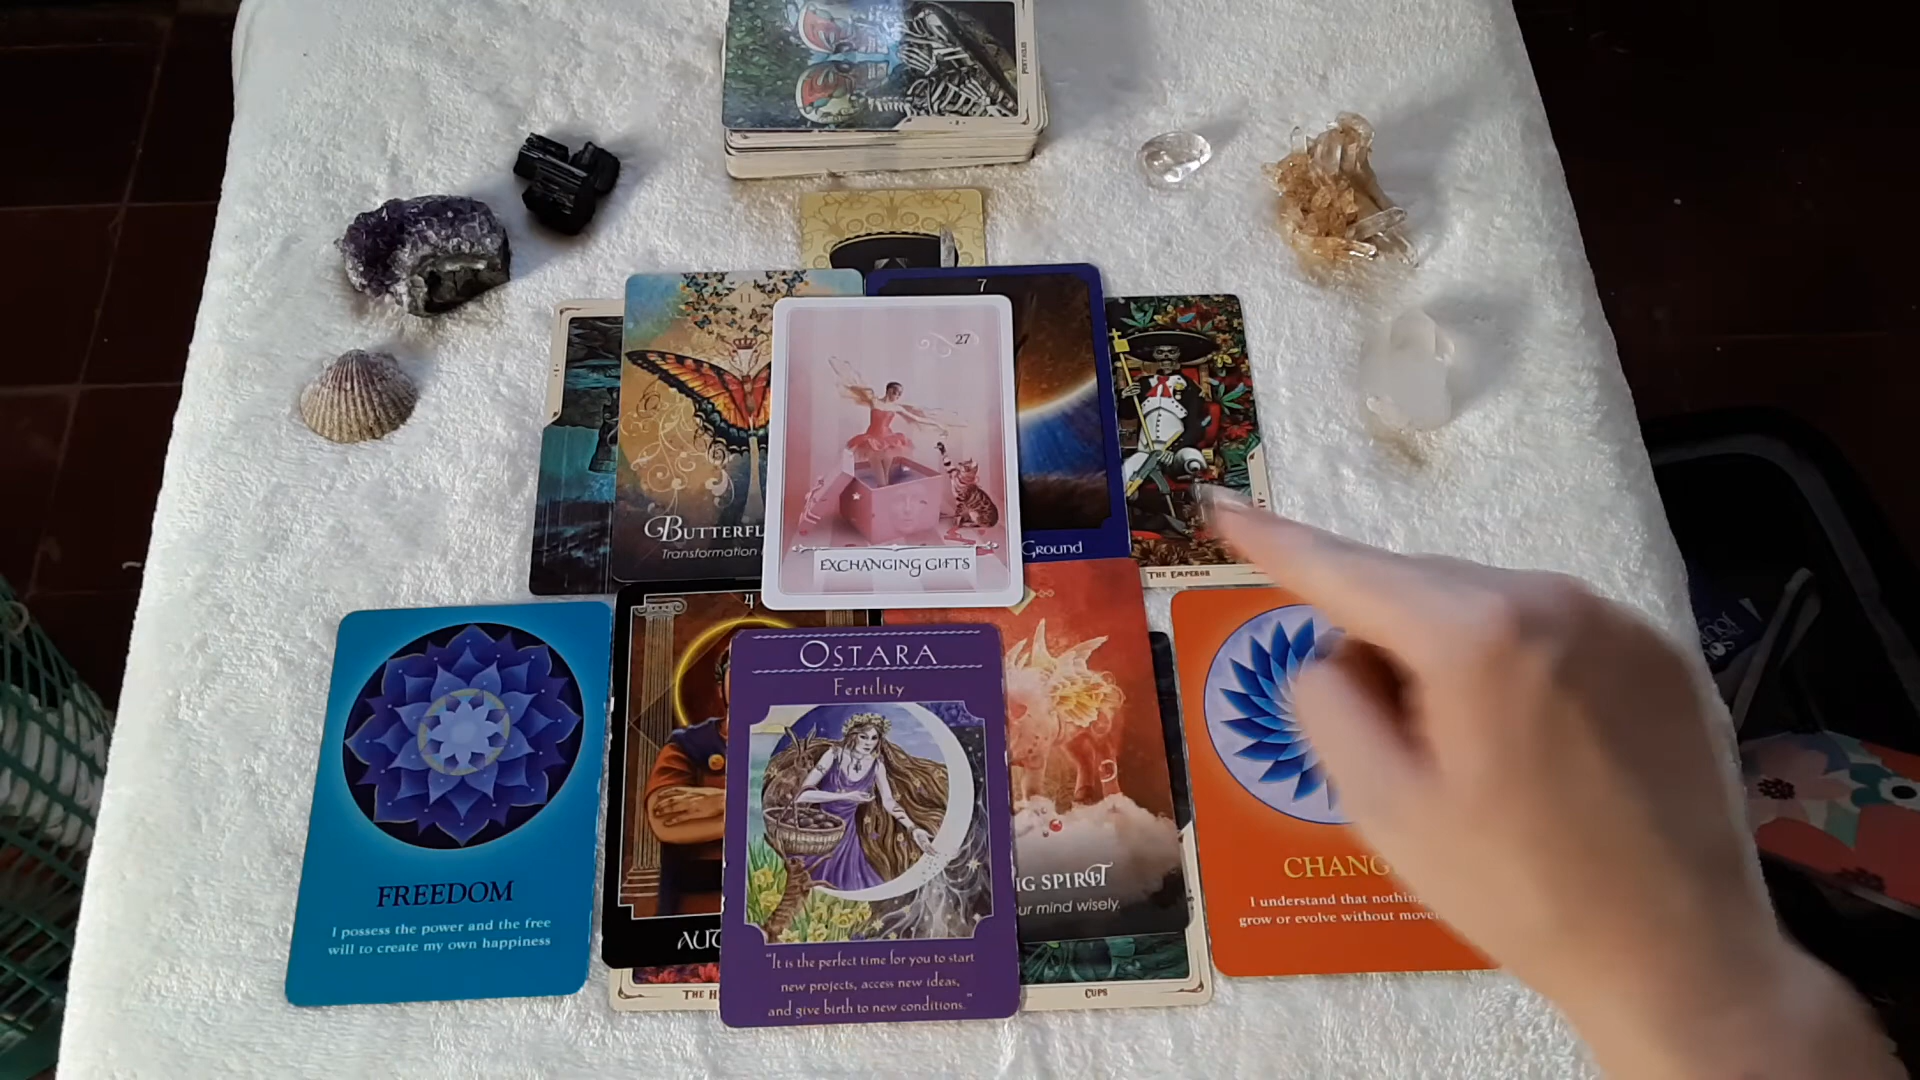 11
7
27
BUTTERFL
Transformation
GROUND
EXCHANGING GIFTS
THE EMPEROR
4
OSTARA
Fertility
IG SPIRIT
ur mind wisely.
FREEDOM
I possess the power and the free
will to create my own happiness
CHANG
I understand that nothing
grow or evolve without move
AUT
"It is the perfect time for you to start
new projects, access new ideas,
and give birth to new conditions."
THE H
CUPS